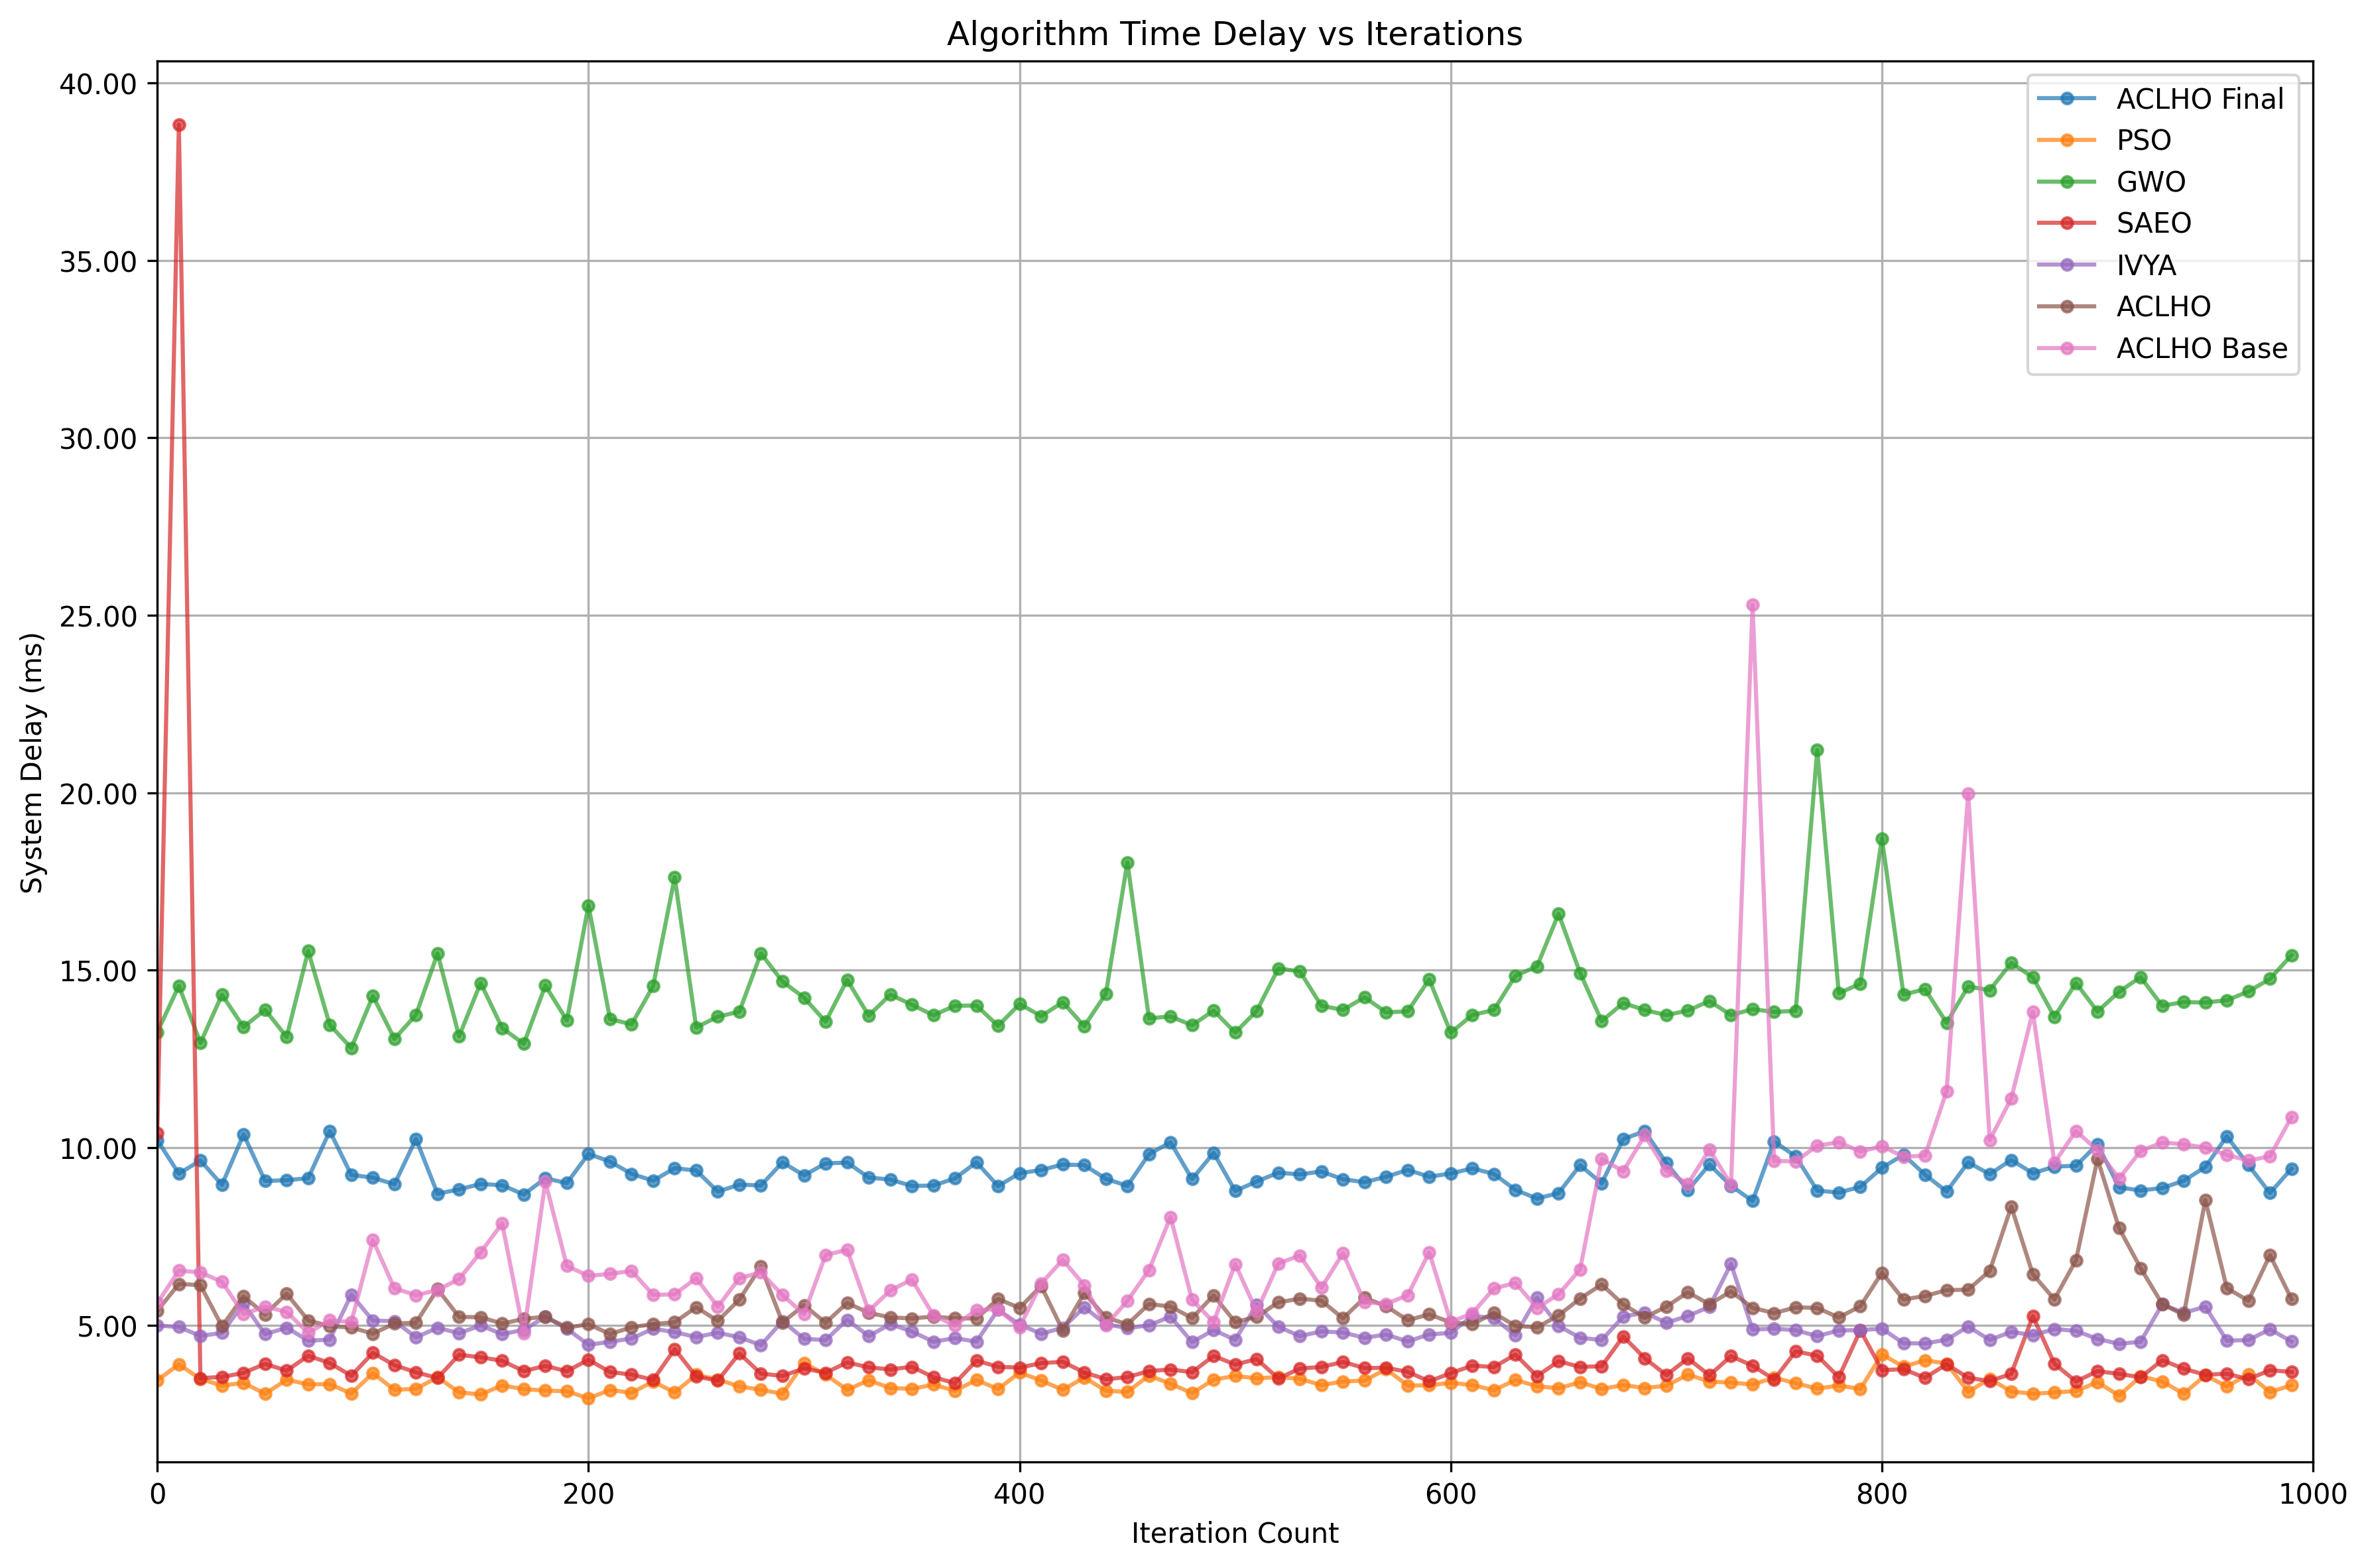 Algorithm Time Delay vs Iterations
40.00
35.00
30.00
25.00
20.00
15.00
10.00
5.00
System Delay (ms)
ACLHO Final
PSO
GWO
SAEO
IVYA
ACLHO
ACLHO Base
0
200
400
600
800
1000
Iteration Count